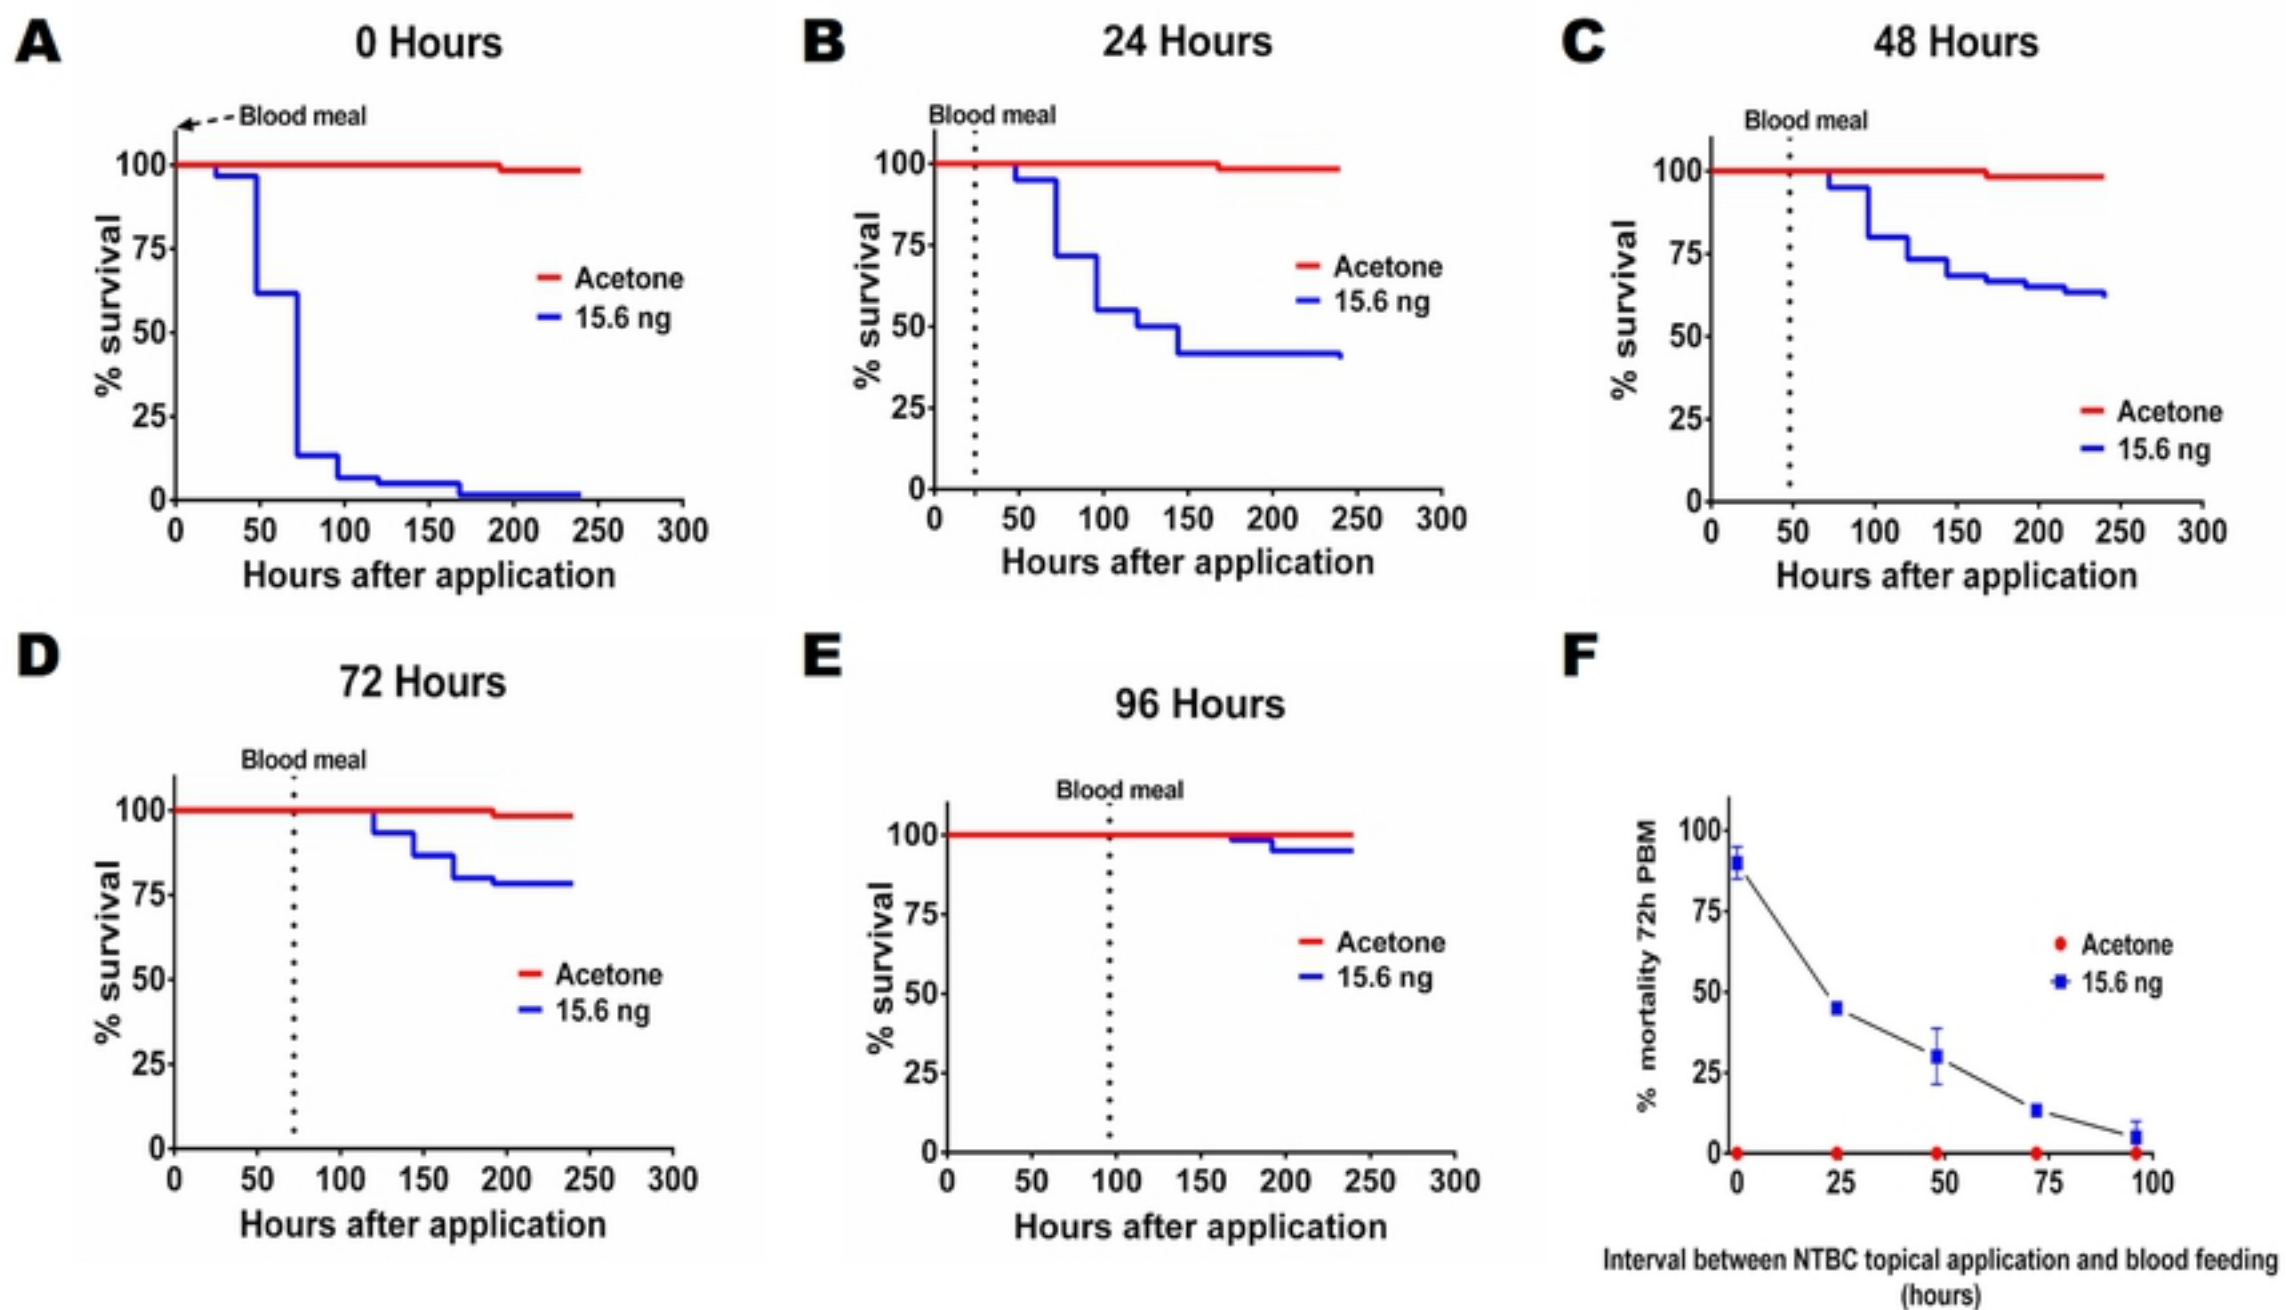 A
0 Hours
Blood meal
100
75
50
25
0
% survival
Acetone
15.6 ng
0 50 100 150 200 250 300
Hours after application
B
24 Hours
Blood meal
100
75
50
25
0
% survival
Acetone
15.6 ng
0 50 100 150 200 250 300
Hours after application
C
48 Hours
Blood meal
100
75
50
25
0
% survival
Acetone
15.6 ng
0 50 100 150 200 250 300
Hours after application
D
72 Hours
Blood meal
100
75
50
25
0
% survival
Acetone
15.6 ng
0 50 100 150 200 250 300
Hours after application
E
96 Hours
Blood meal
100
75
50
25
0
% survival
Acetone
15.6 ng
0 50 100 150 200 250 300
Hours after application
F
100
75
50
25
0
% mortality 72h PBM
Acetone
15.6 ng
0 25 50 75 100
Interval between NTBC topical application and blood feeding
(hours)